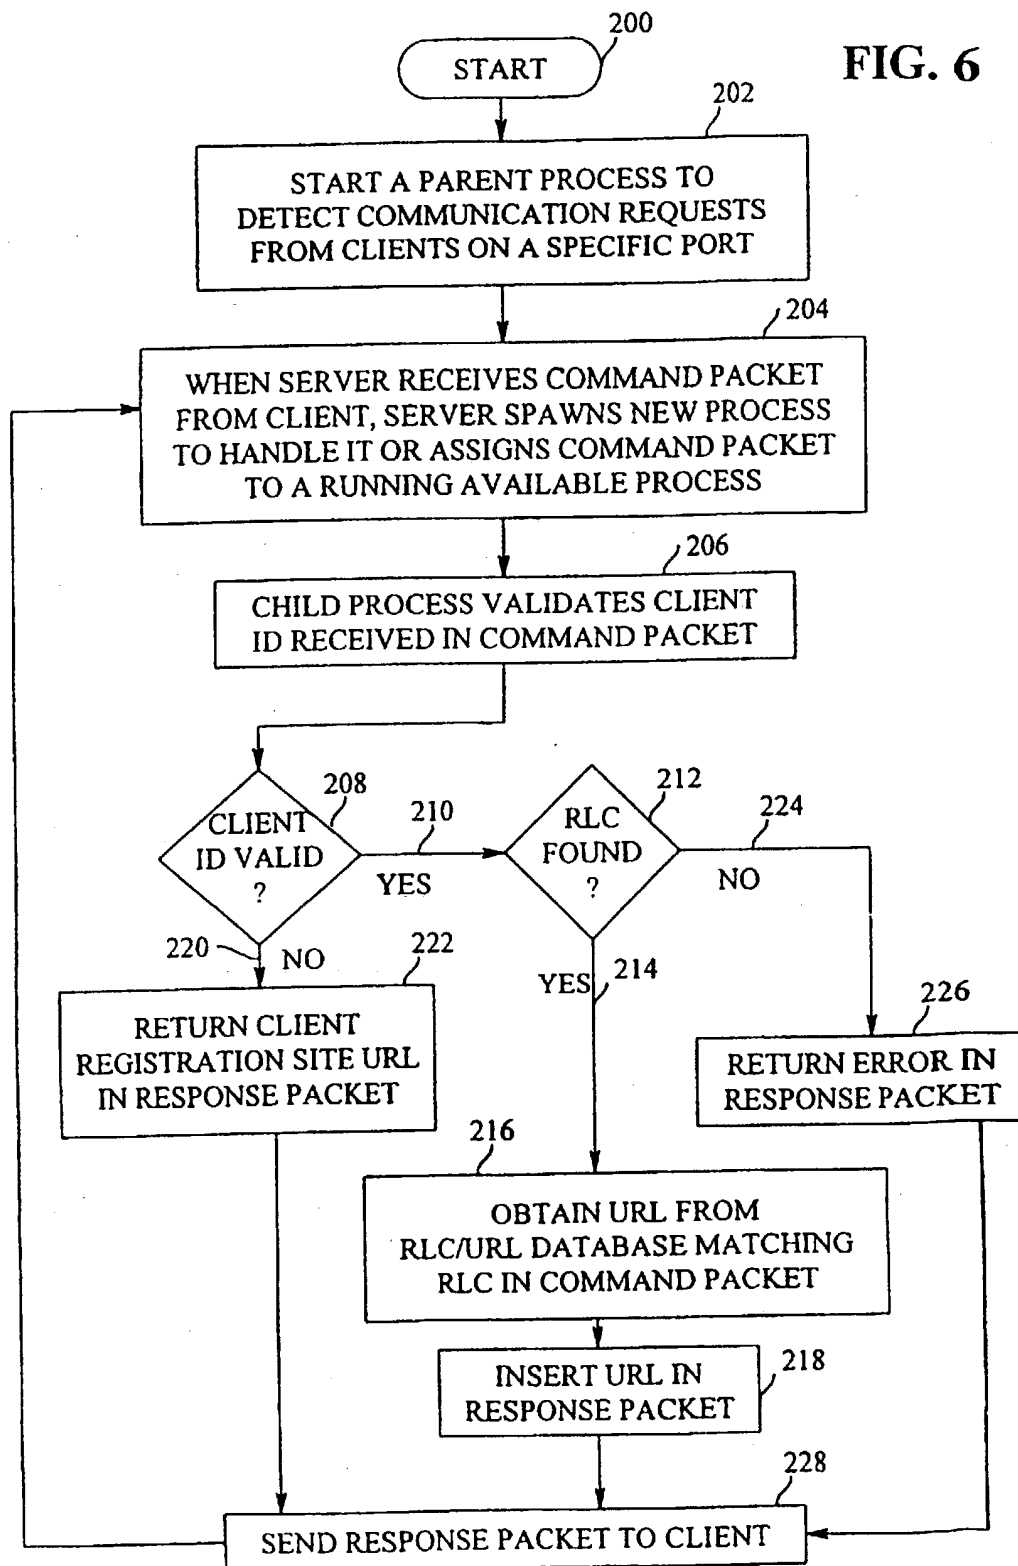 200
FIG. 6
START
202
START A PARENT PROCESS TO
DETECT COMMUNICATION REQUESTS
FROM CLIENTS ON A SPECIFIC PORT
204
WHEN SERVER RECEIVES COMMAND PACKET
FROM CLIENT, SERVER SPAWNS NEW PROCESS
TO HANDLE IT OR ASSIGNS COMMAND PACKET
TO A RUNNING AVAILABLE PROCESS
206
CHILD PROCESS VALIDATES CLIENT
ID RECEIVED IN COMMAND PACKET
208
CLIENT
ID VALID
?
210
YES
212
RLC
FOUND
?
224
NO
220
NO
222
RETURN CLIENT
REGISTRATION SITE URL
IN RESPONSE PACKET
YES
214
226
RETURN ERROR IN
RESPONSE PACKET
216
OBTAIN URL FROM
RLC/URL DATABASE MATCHING
RLC IN COMMAND PACKET
INSERT URL IN
RESPONSE PACKET
218
228
SEND RESPONSE PACKET TO CLIENT